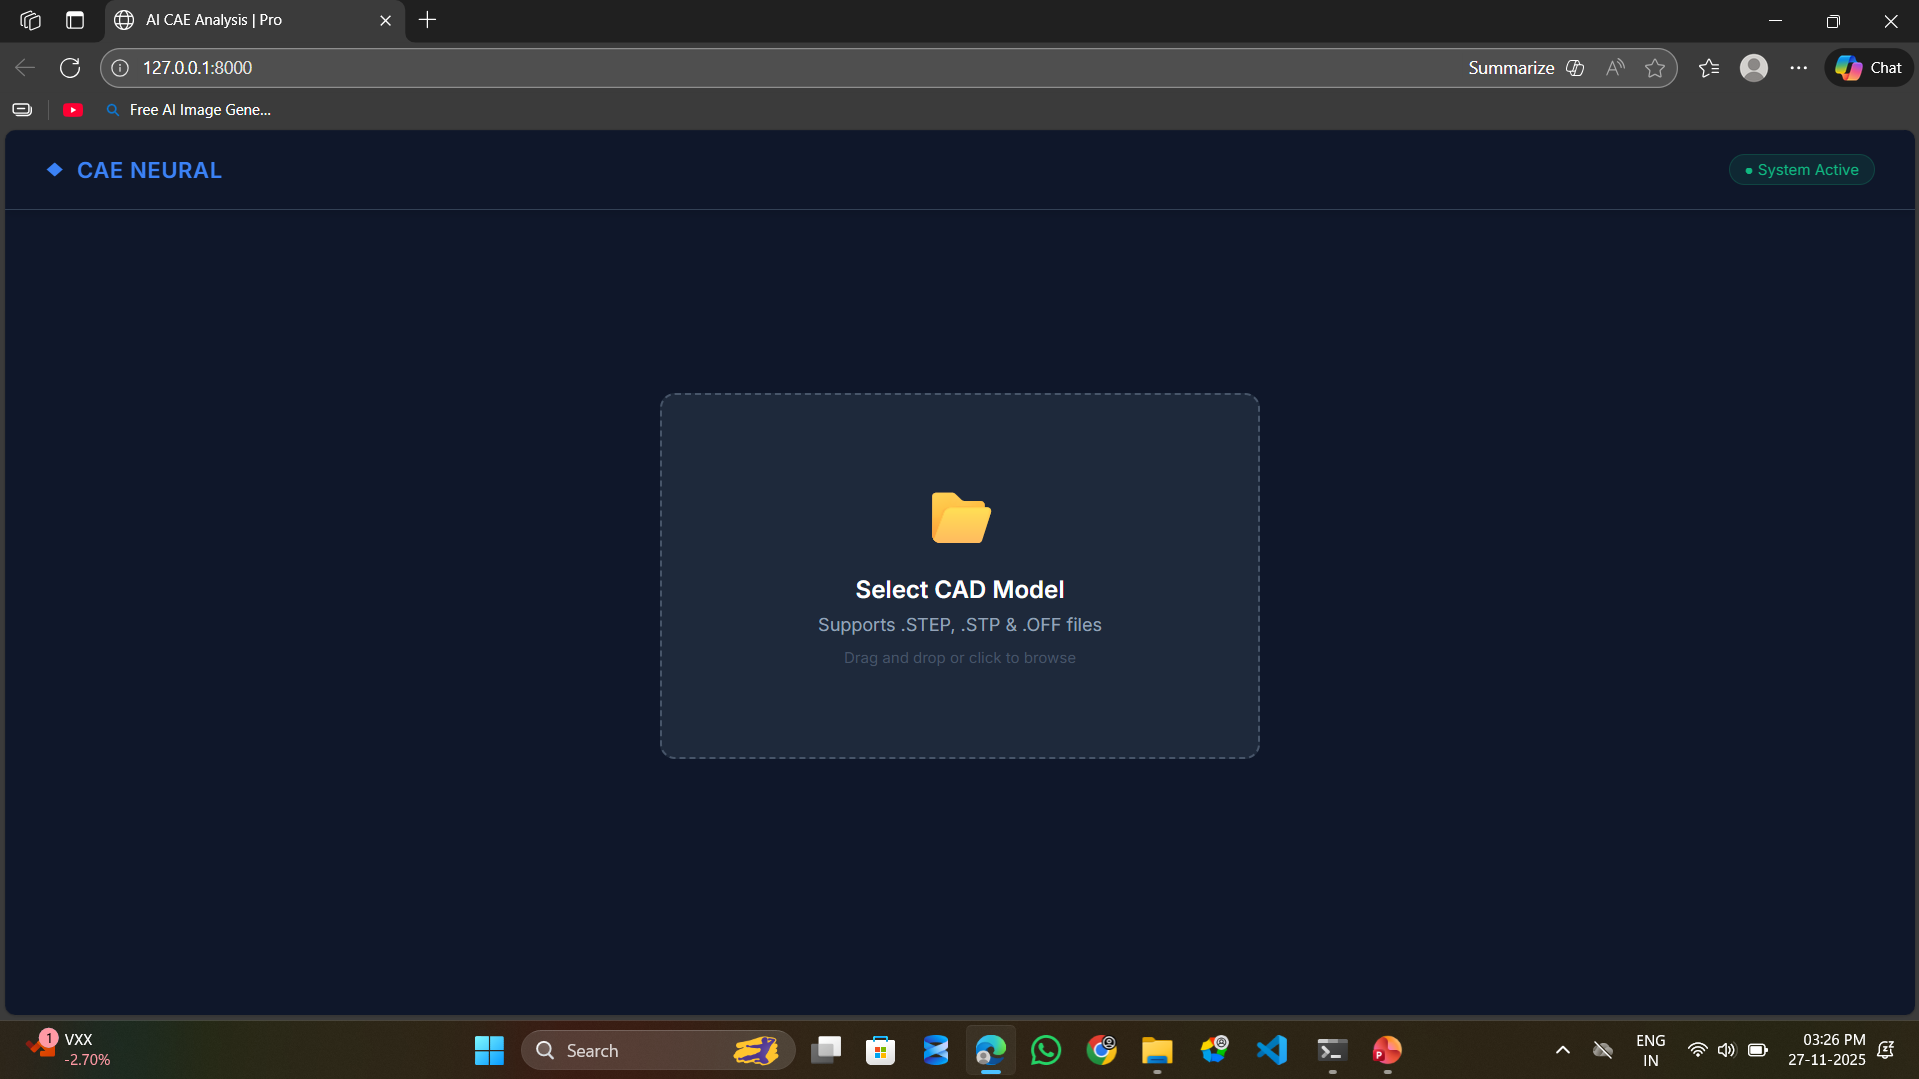 AI CAE Analysis | Pro
127.0.0.1:8000
Summarize
Chat
Free AI Image Gene...
CAE NEURAL
System Active
Select CAD Model
Supports .STEP, .STP & .OFF files
Drag and drop or click to browse
1
VXX
-2.70%
Search
P
ENG
IN
03:26 PM
27-11-2025